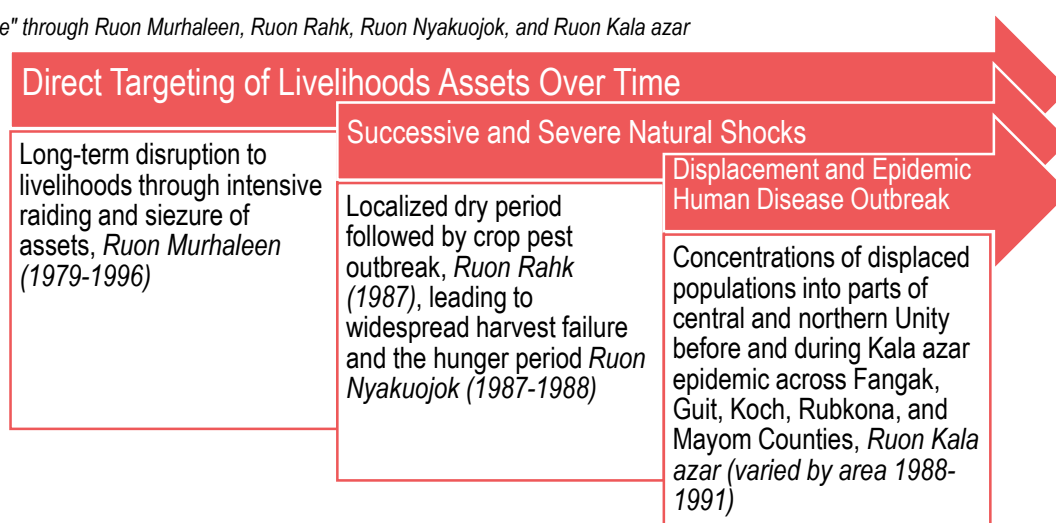 e" through Ruon Murhaleen, Ruon Rahk, Ruon Nyakuojok, and Ruon Kala azar
Direct Targeting of Livelihoods Assets Over Time
Long-term disruption to
livelihoods through intensive
raiding and siezure of
assets, Ruon Murhaleen
(1979-1996)
Successive and Severe Natural Shocks
Localized dry period
followed by crop pest
outbreak, Ruon Rahk
(1987), leading to
widespread harvest failure
and the hunger period Ruon
Nyakuojok (1987-1988)
Displacement and Epidemic
Human Disease Outbreak
Concentrations of displaced
populations into parts of
central and northern Unity
before and during Kala azar
epidemic across Fangak,
Guit, Koch, Rubkona, and
Mayom Counties, Ruon Kala
azar (varied by area 1988-
1991)